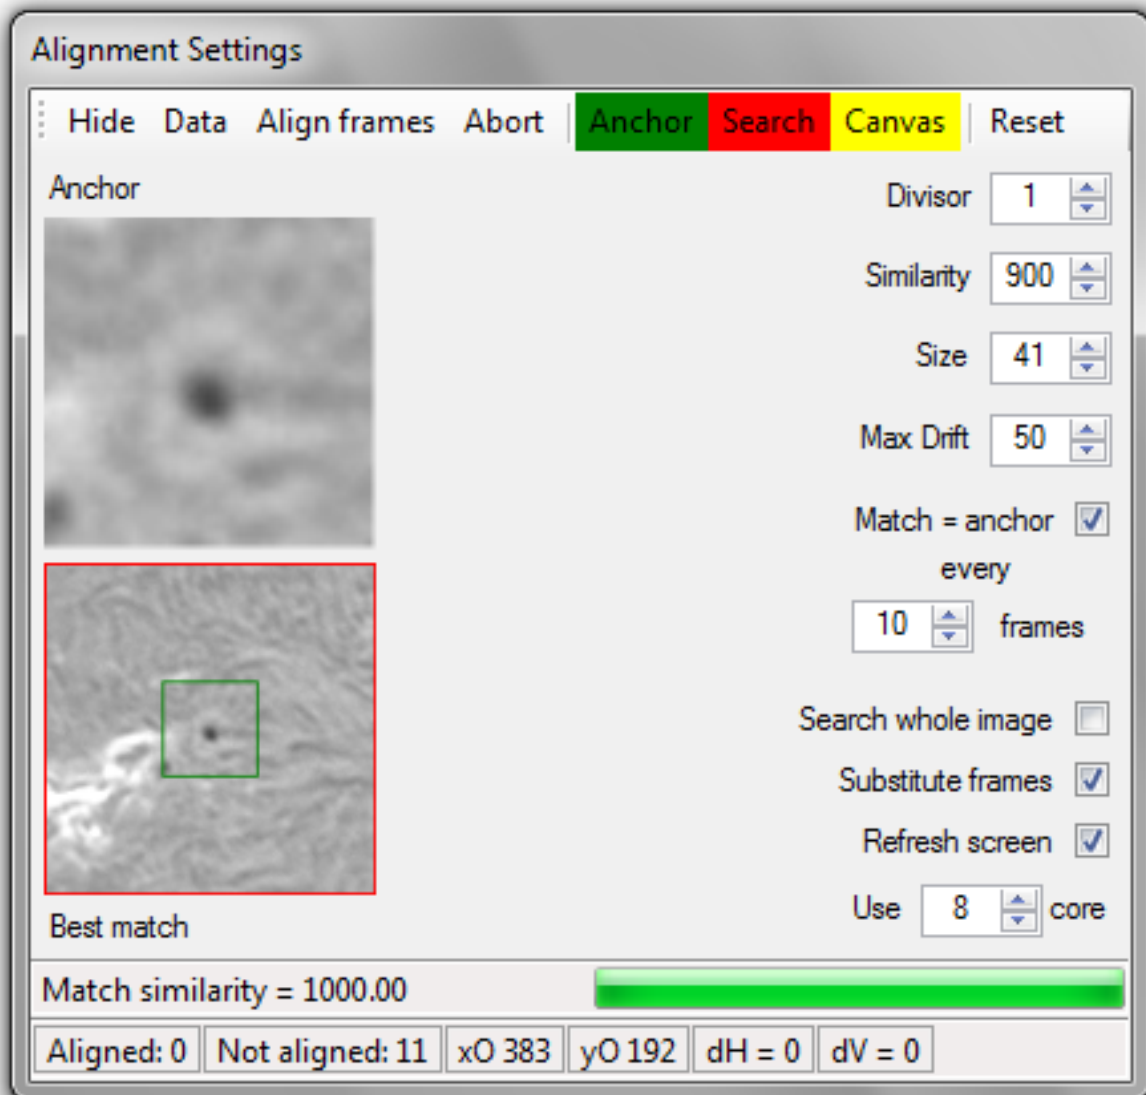 Alignment Settings
Hide Data Align frames Abort Anchor Search Canvas Reset
Anchor
Divisor 1
Similarity 900
Size 41
Max Drift 50
Match = anchor
every
10 frames
Search whole image
Substitute frames
Refresh screen
Use 8 core
Best match
Match similarity = 1000.00
Aligned: 0 Not aligned: 11 xO 383 yO 192 dH = 0 dV = 0